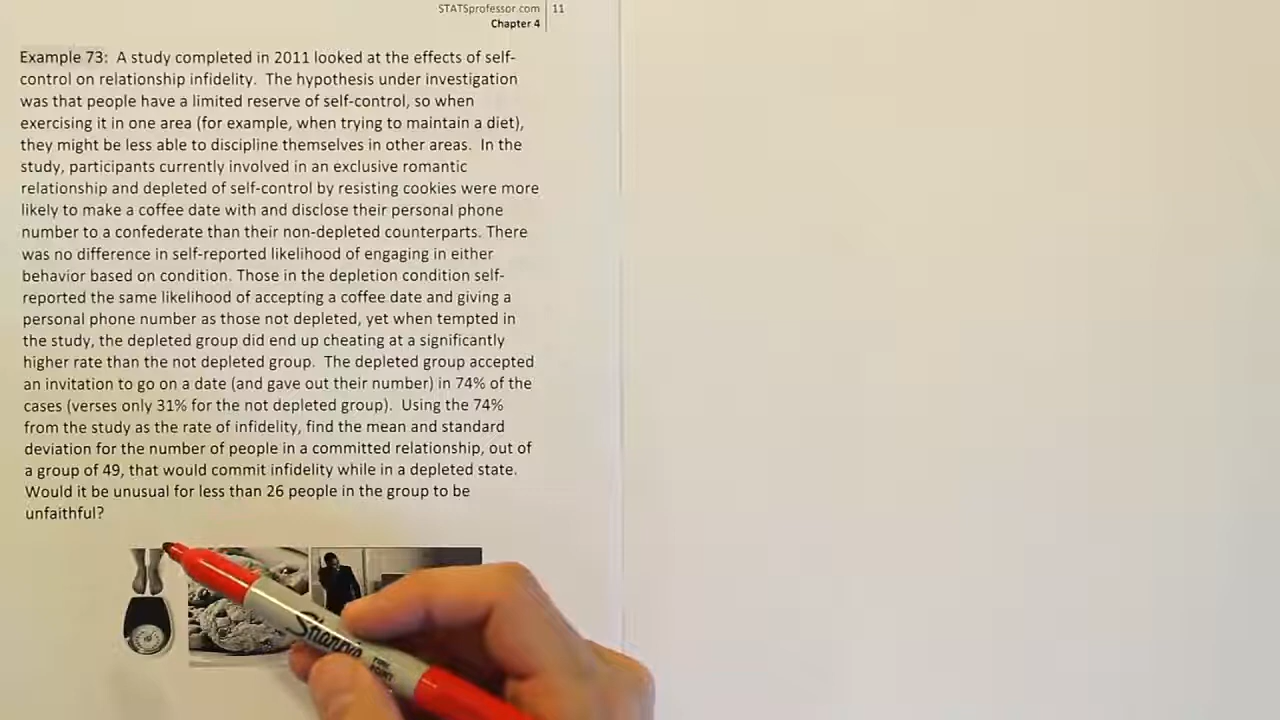 STATSprofessor.com 11
Chapter 4
Example 73: A study completed in 2011 looked at the effects of self-
control on relationship infidelity. The hypothesis under investigation
was that people have a limited reserve of self-control, so when
exercising it in one area (for example, when trying to maintain a diet),
they might be less able to discipline themselves in other areas. In the
study, participants currently involved in an exclusive romantic
relationship and depleted of self-control by resisting cookies were more
likely to make a coffee date with and disclose their personal phone
number to a confederate than their non-depleted counterparts. There
was no difference in self-reported likelihood of engaging in either
behavior based on condition. Those in the depletion condition self-
reported the same likelihood of accepting a coffee date and giving a
personal phone number as those not depleted, yet when tempted in
the study, the depleted group did end up cheating at a significantly
higher rate than the not depleted group. The depleted group accepted
an invitation to go on a date (and gave out their number) in 74% of the
cases (verses only 31% for the not depleted group). Using the 74%
from the study as the rate of infidelity, find the mean and standard
deviation for the number of people in a committed relationship, out of
a group of 49, that would commit infidelity while in a depleted state.
Would it be unusual for less than 26 people in the group to be
unfaithful?
Sharpie